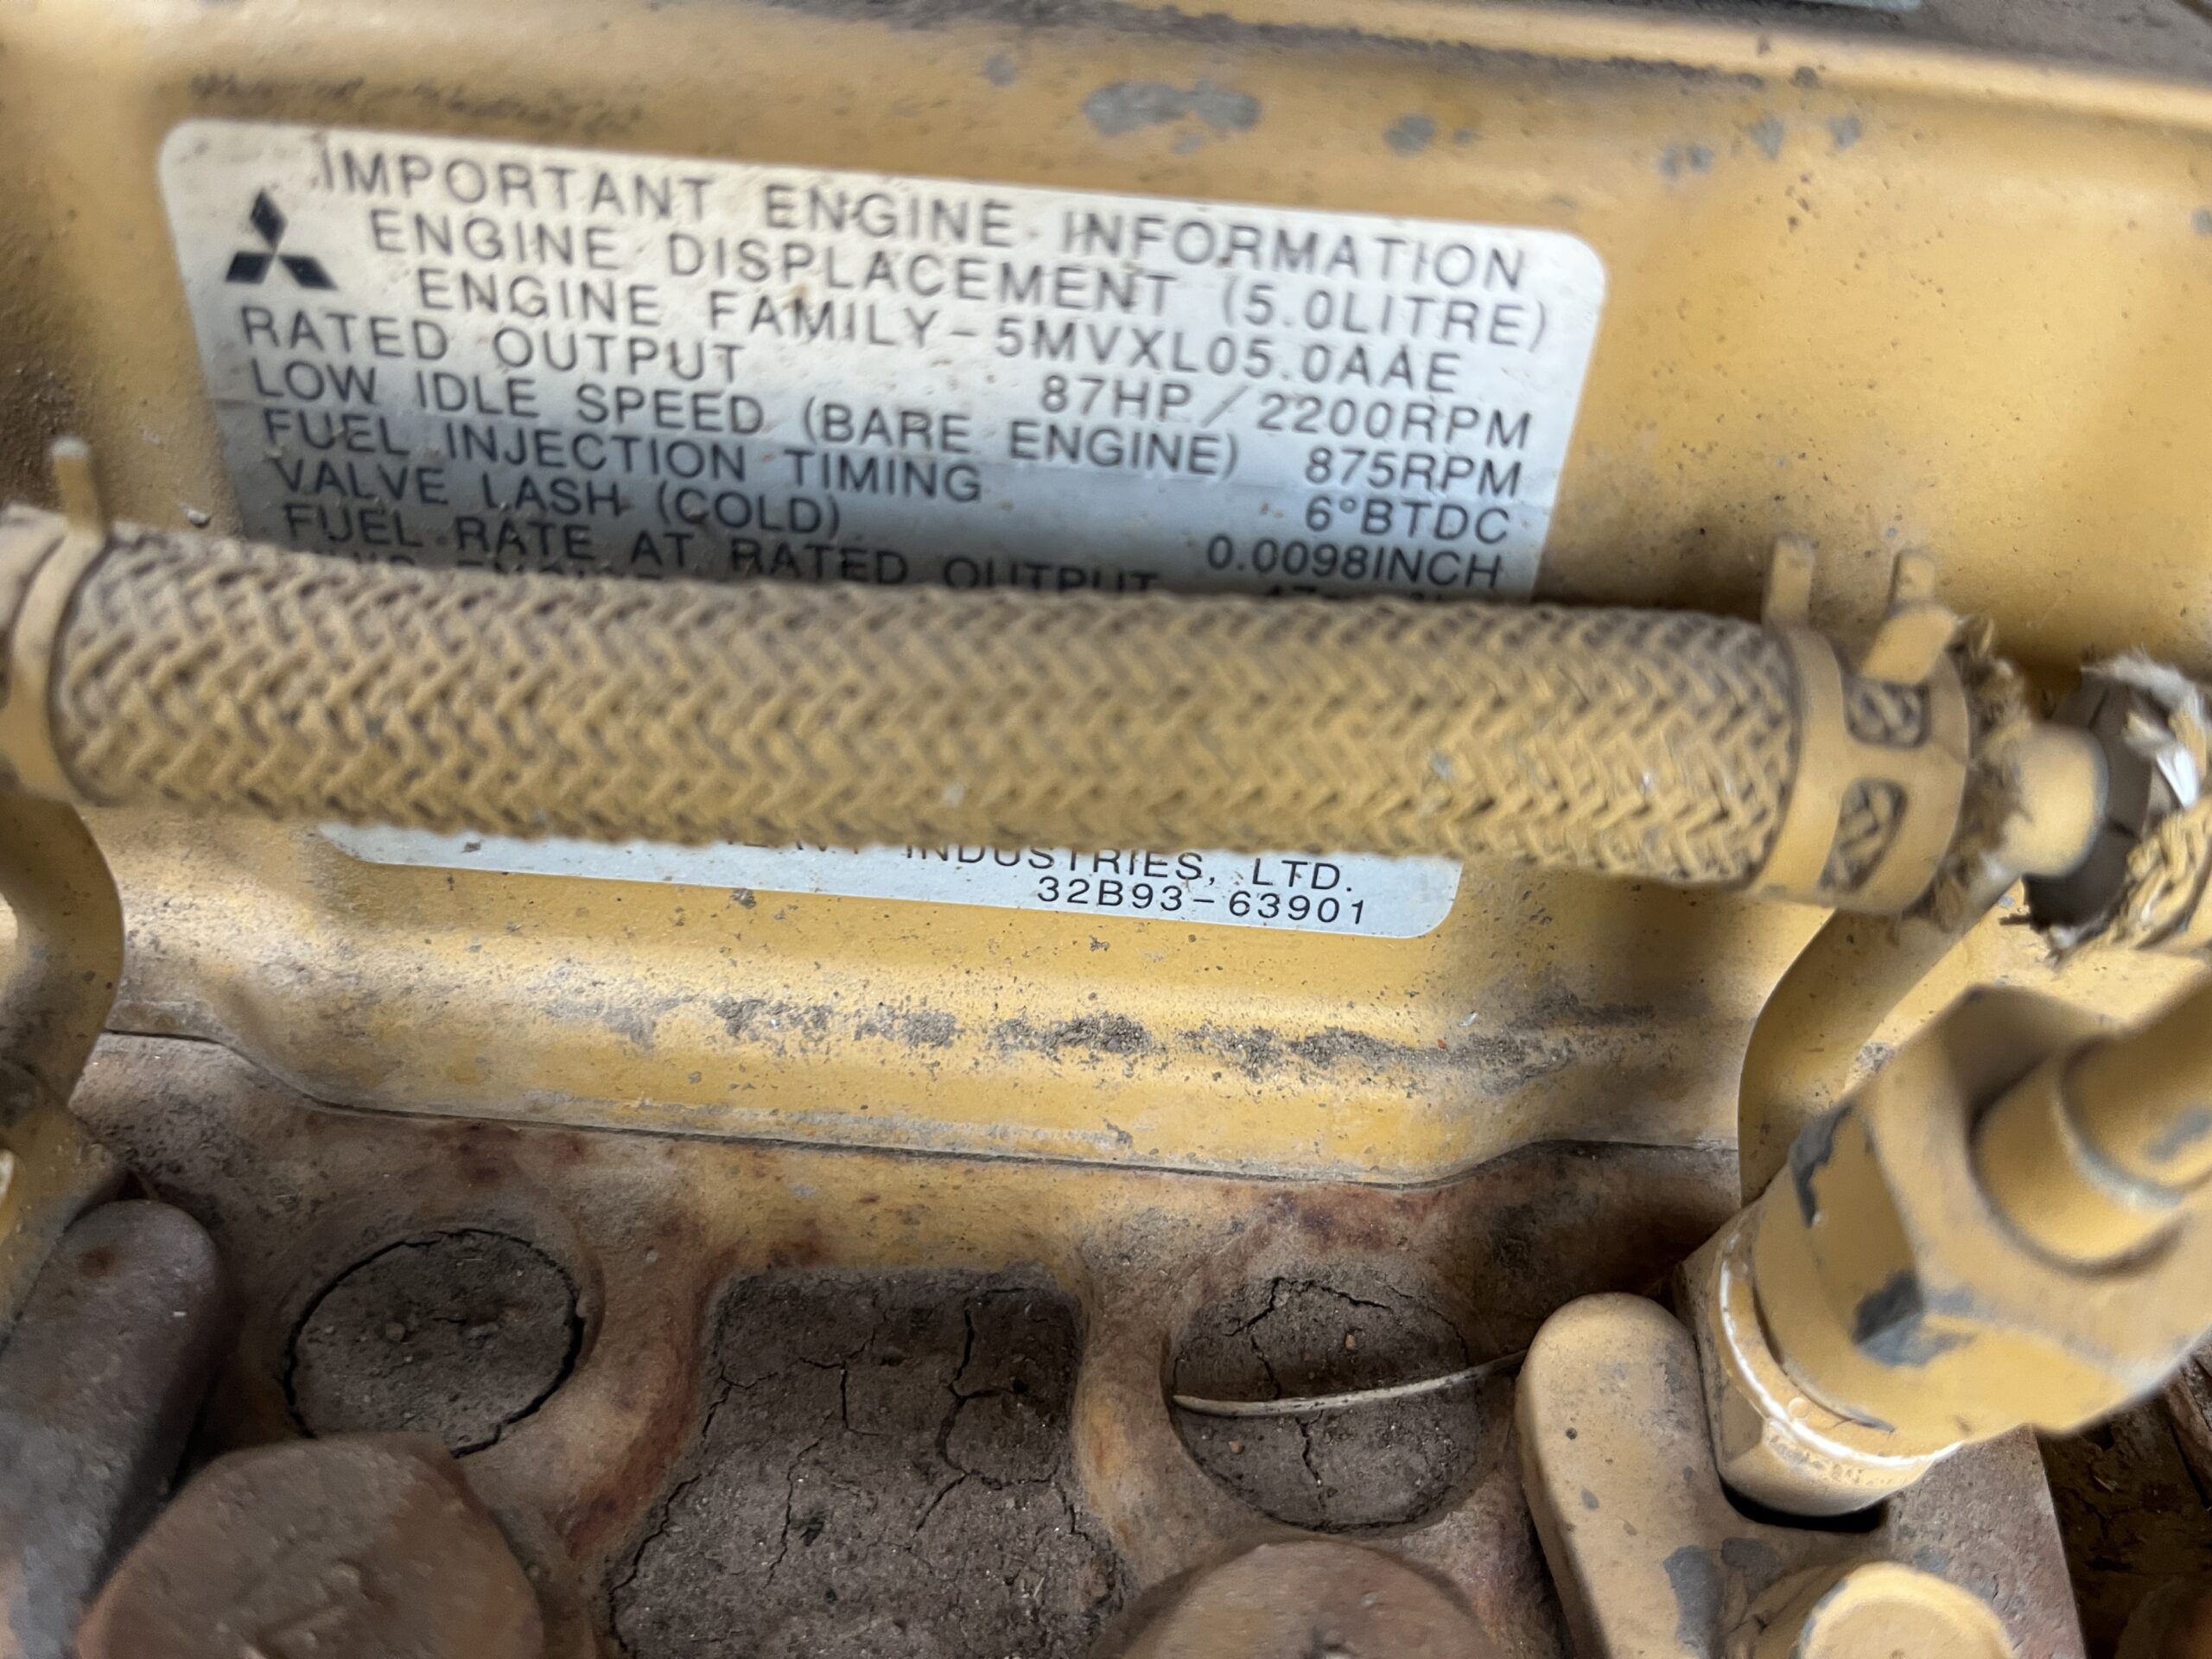 IMPORTANT ENGINE INFORMATION
ENGINE DISPLACEMENT (5.0LITRE)
ENGINE FAMILY-5MVXL05.0AAE
RATED OUTPUT 87HP/2200RPM
LOW IDLE SPEED (BARE ENGINE) 875RPM
FUEL INJECTION TIMING 6°BTDC
VALVE LASH (COLD) 0.0098INCH
FUEL RATE AT RATED OUTPUT
INDUSTRIES, LTD.
32B93-63901